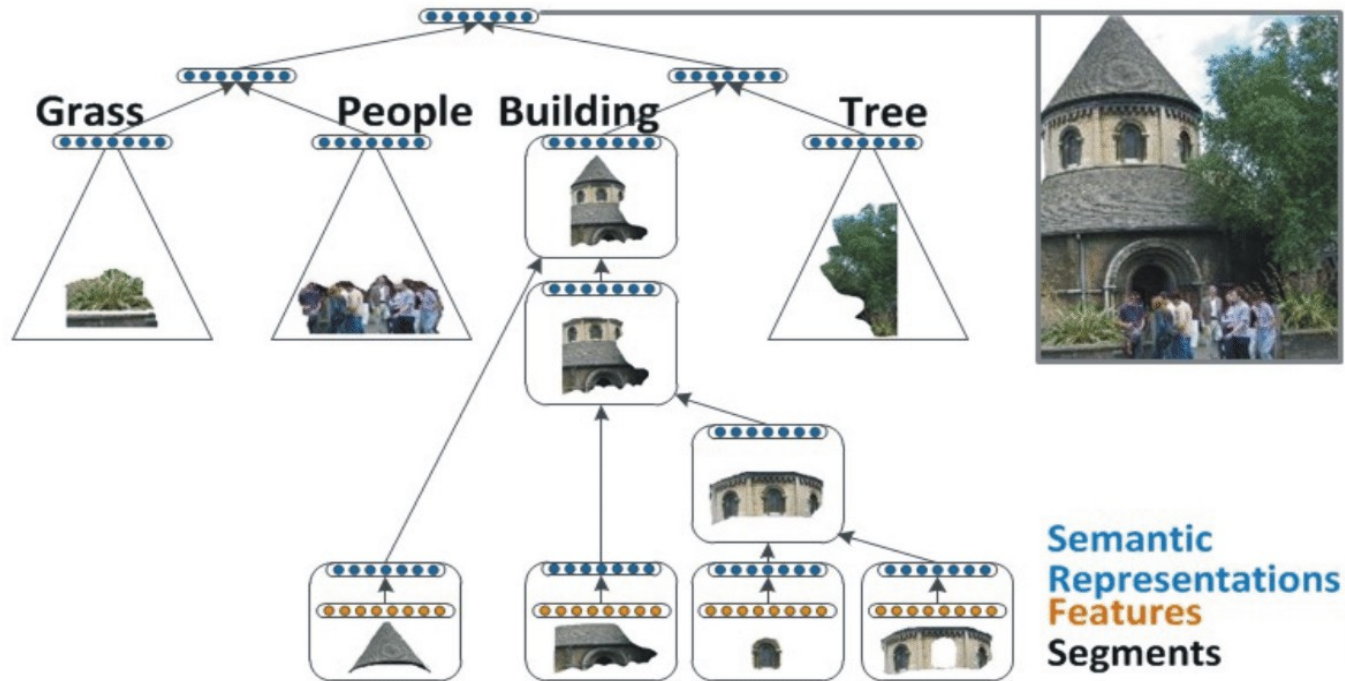 Grass People Building Tree
Semantic
Representations
Features
Segments